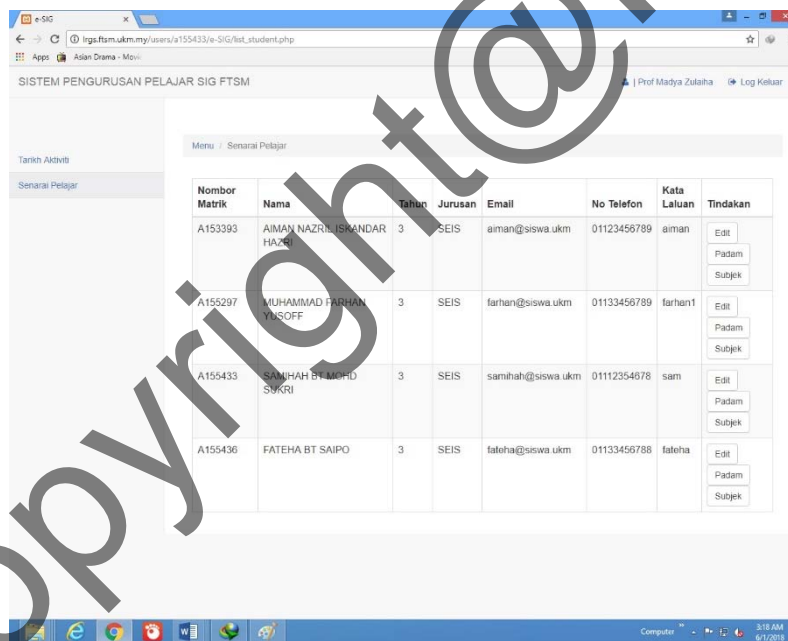 e-SIG
lrgs.ftsm.ukm.my/users/a155433/e-SIG/list_student.php
Apps Asian Drama - Movi
SISTEM PENGURUSAN PELAJAR SIG FTSM
| Prof Madya Zulaiha Log Keluar
Menu / Senarai Pelajar
Tarikh Aktiviti
Senarai Pelajar
Nombor Matrik Nama Tahun Jurusan Email No Telefon Kata Laluan Tindakan
A153393 AIMAN NAZRIL ISKANDAR HAZRI 3 SEIS aiman@siswa.ukm 01123456789 aiman Edit
Padam
Subjek
A155297 MUHAMMAD FARHAN YUSOFF 3 SEIS farhan@siswa.ukm 01133456789 farhan1 Edit
Padam
Subjek
A155433 SAMIHAH BT MOHD SUKRI 3 SEIS samihah@siswa.ukm 01112354678 sam Edit
Padam
Subjek
A155436 FATEHA BT SAIPO 3 SEIS fateha@siswa.ukm 01133456788 fateha Edit
Padam
Subjek
Computer
3:18 AM
6/1/2018
opyright@